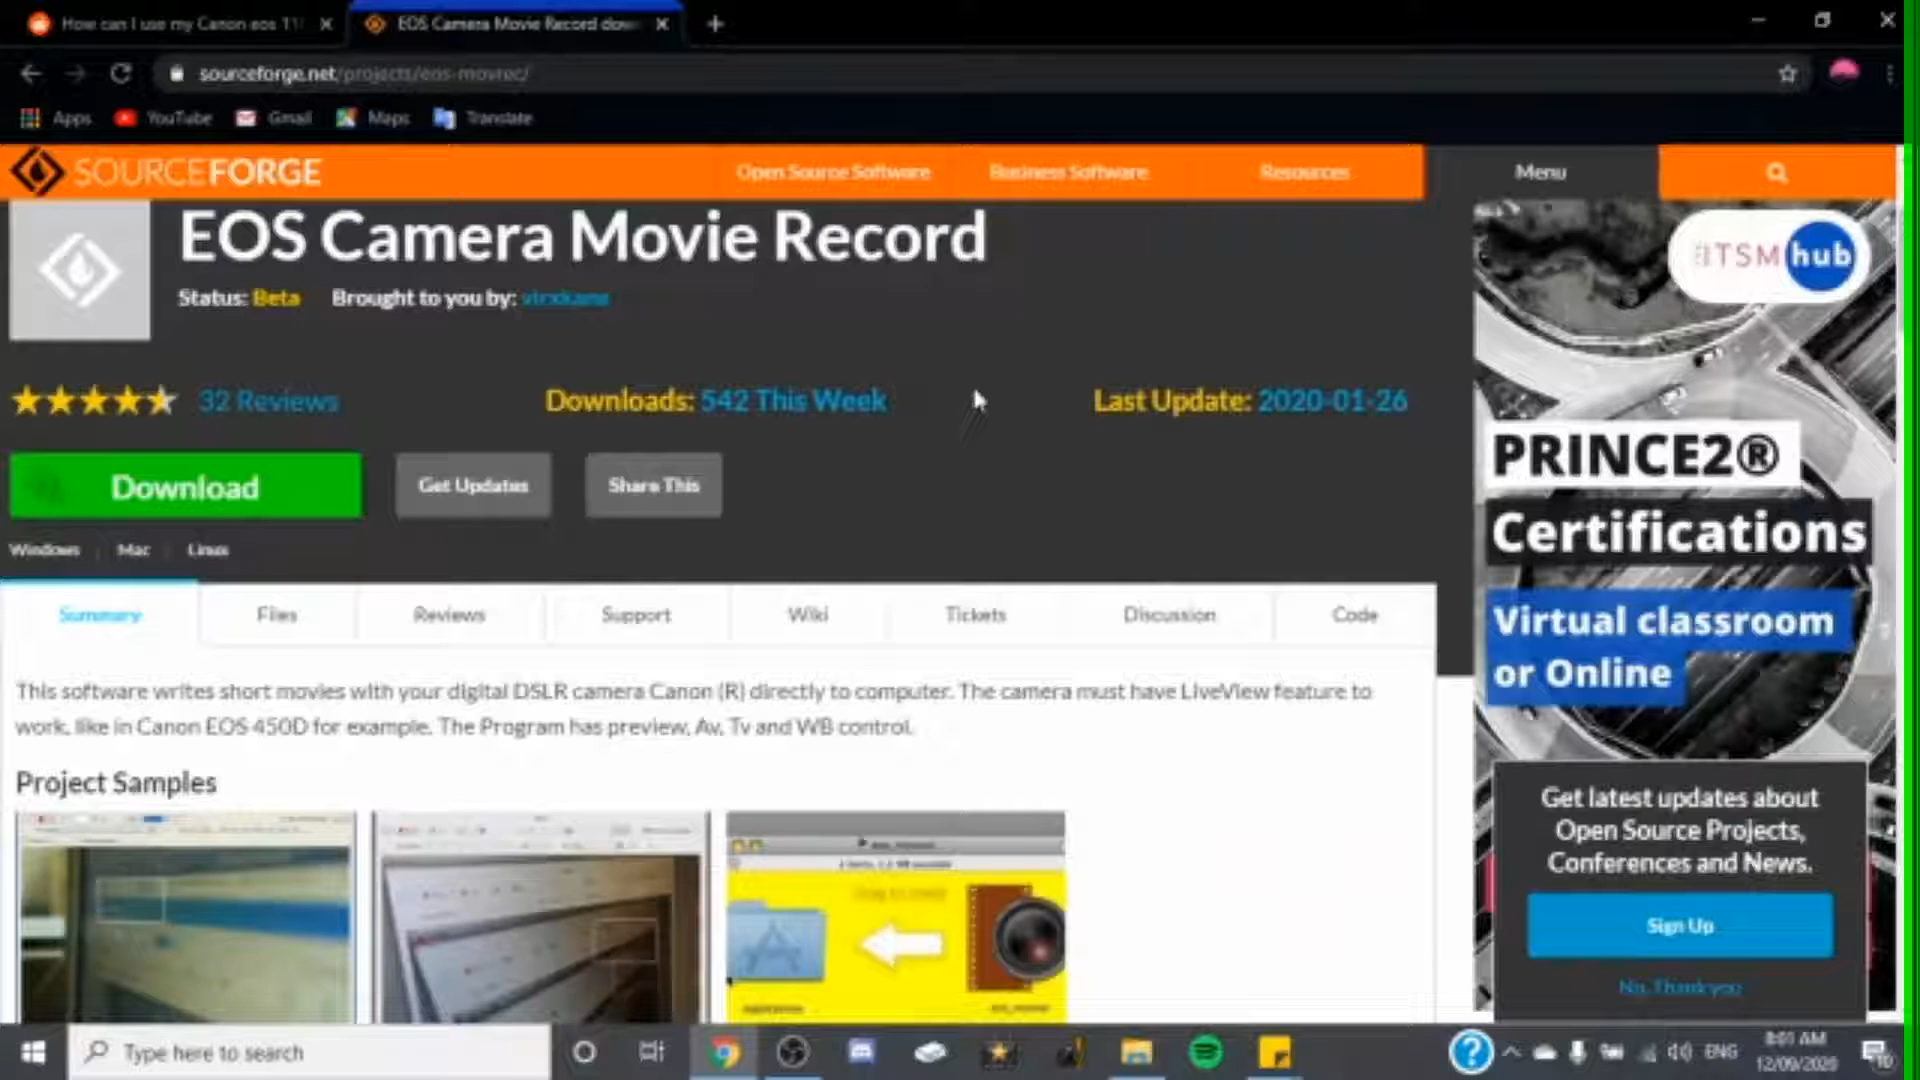 How can I use my Canon eos 11
EOS Camera Movie Record dow
sourceforge.net/projects/eos-movrec/
Apps
YouTube
Gmail
Maps
Translate
SOURCEFORGE
Open Source Software
Business Software
Resources
Menu
EOS Camera Movie Record
Status: Beta
Brought to you by: vtrxkane
32 Reviews
Downloads: 542 This Week
Last Update: 2020-01-26
Download
Get Updates
Share This
Windows
Mac
Linux
Summary
Files
Reviews
Support
Wiki
Tickets
Discussion
Code
This software writes short movies with your digital DSLR camera Canon (R) directly to computer. The camera must have LiveView feature to
work, like in Canon EOS 450D for example. The Program has preview, Av, Tv and WB control.
Project Samples
ITSM hub
PRINCE2®
Certifications
Virtual classroom
or Online
Get latest updates about
Open Source Projects,
Conferences and News.
Sign Up
No, Thank you
Type here to search
ENG
8:01 AM
12/09/2020